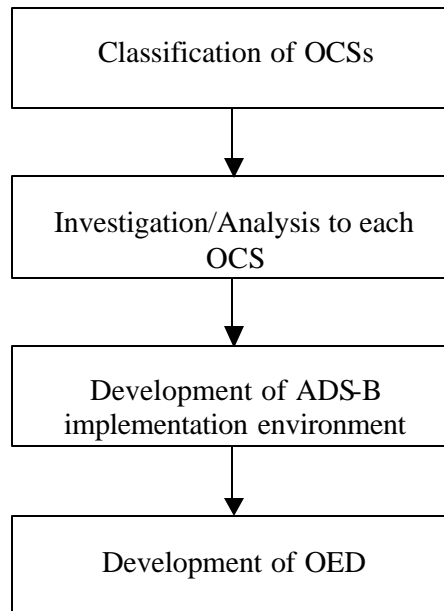 Classification of OCSs
Investigation/Analysis to each
OCS
Development of ADS-B
implementation environment
Development of OED